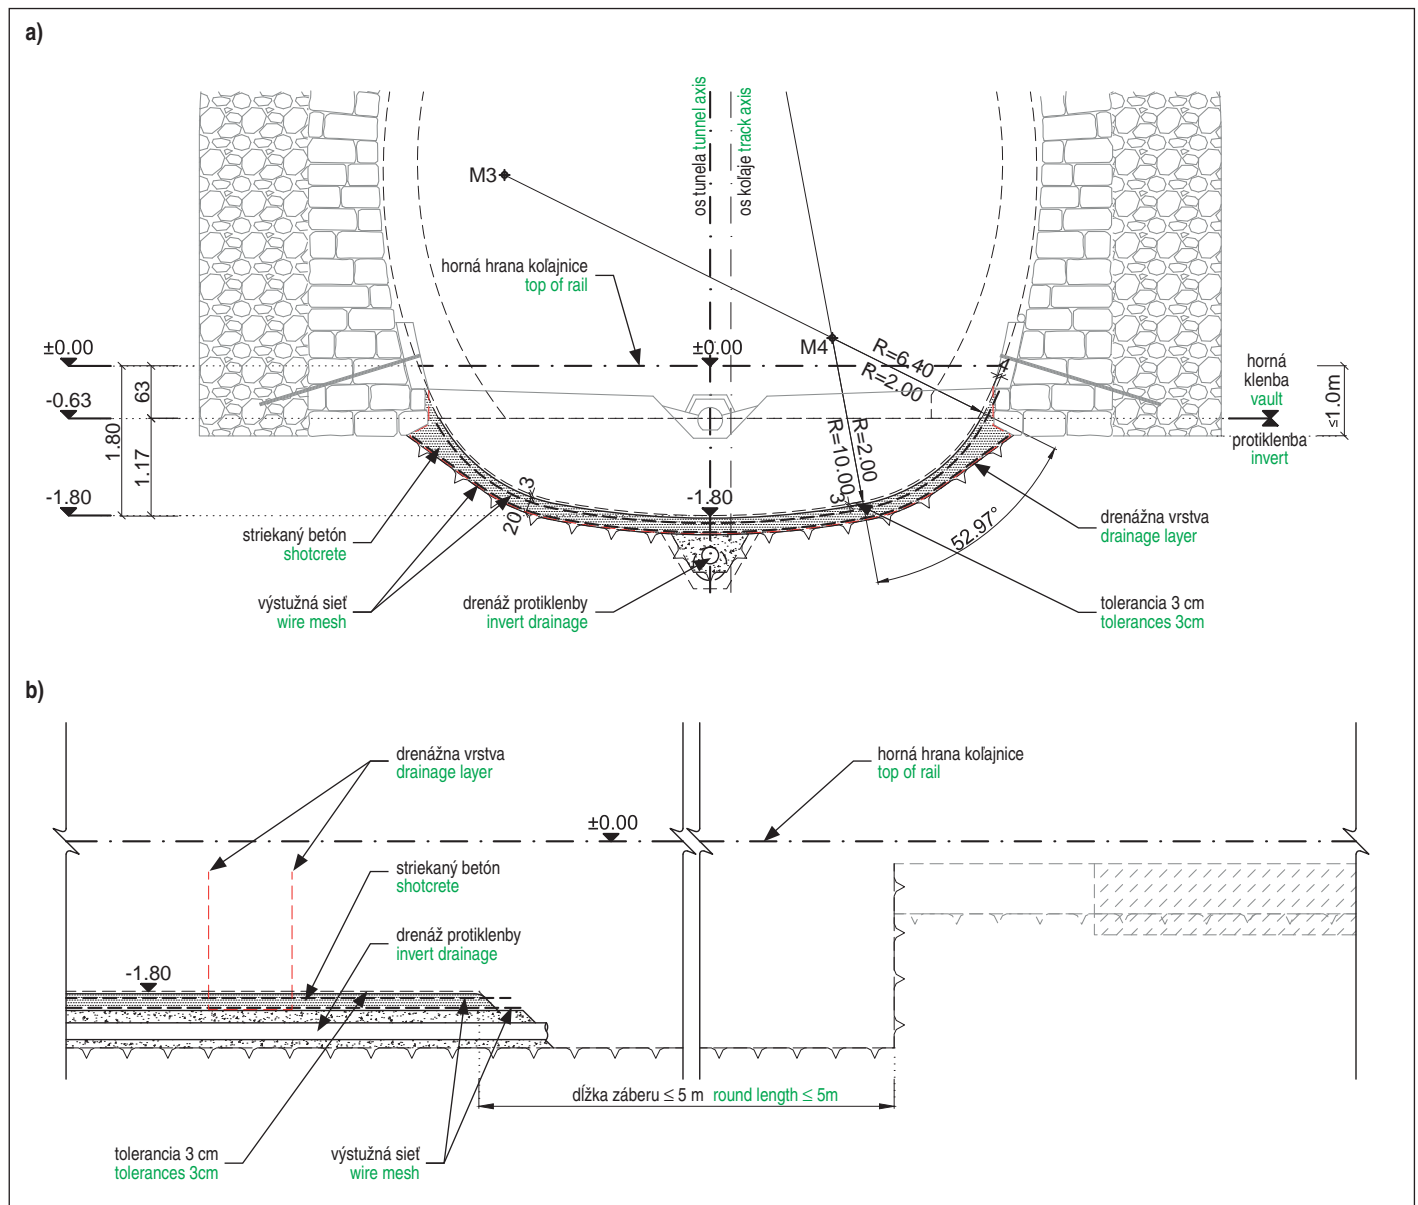 a)
os tunela tunnel axis
os koľaje track axis
M3
horná hrana koľajnice
top of rail
±0.00
±0.00
M4
R=6.40
R=2.00
4
horná
klenba
vault
-0.63
63
1.80
1.17
≤1.0m
protiklenba
invert
R=2.00
R=10.00
-1.80
-1.80
3
20
3
52.97°
striekaný betón
shotcrete
drenážna vrstva
drainage layer
výstužná sieť
wire mesh
drenáž protiklenby
invert drainage
tolerancia 3 cm
tolerances 3cm
b)
drenážna vrstva
drainage layer
horná hrana koľajnice
top of rail
±0.00
striekaný betón
shotcrete
drenáž protiklenby
invert drainage
-1.80
dĺžka záberu ≤ 5 m round length ≤ 5m
tolerancia 3 cm
tolerances 3cm
výstužná sieť
wire mesh